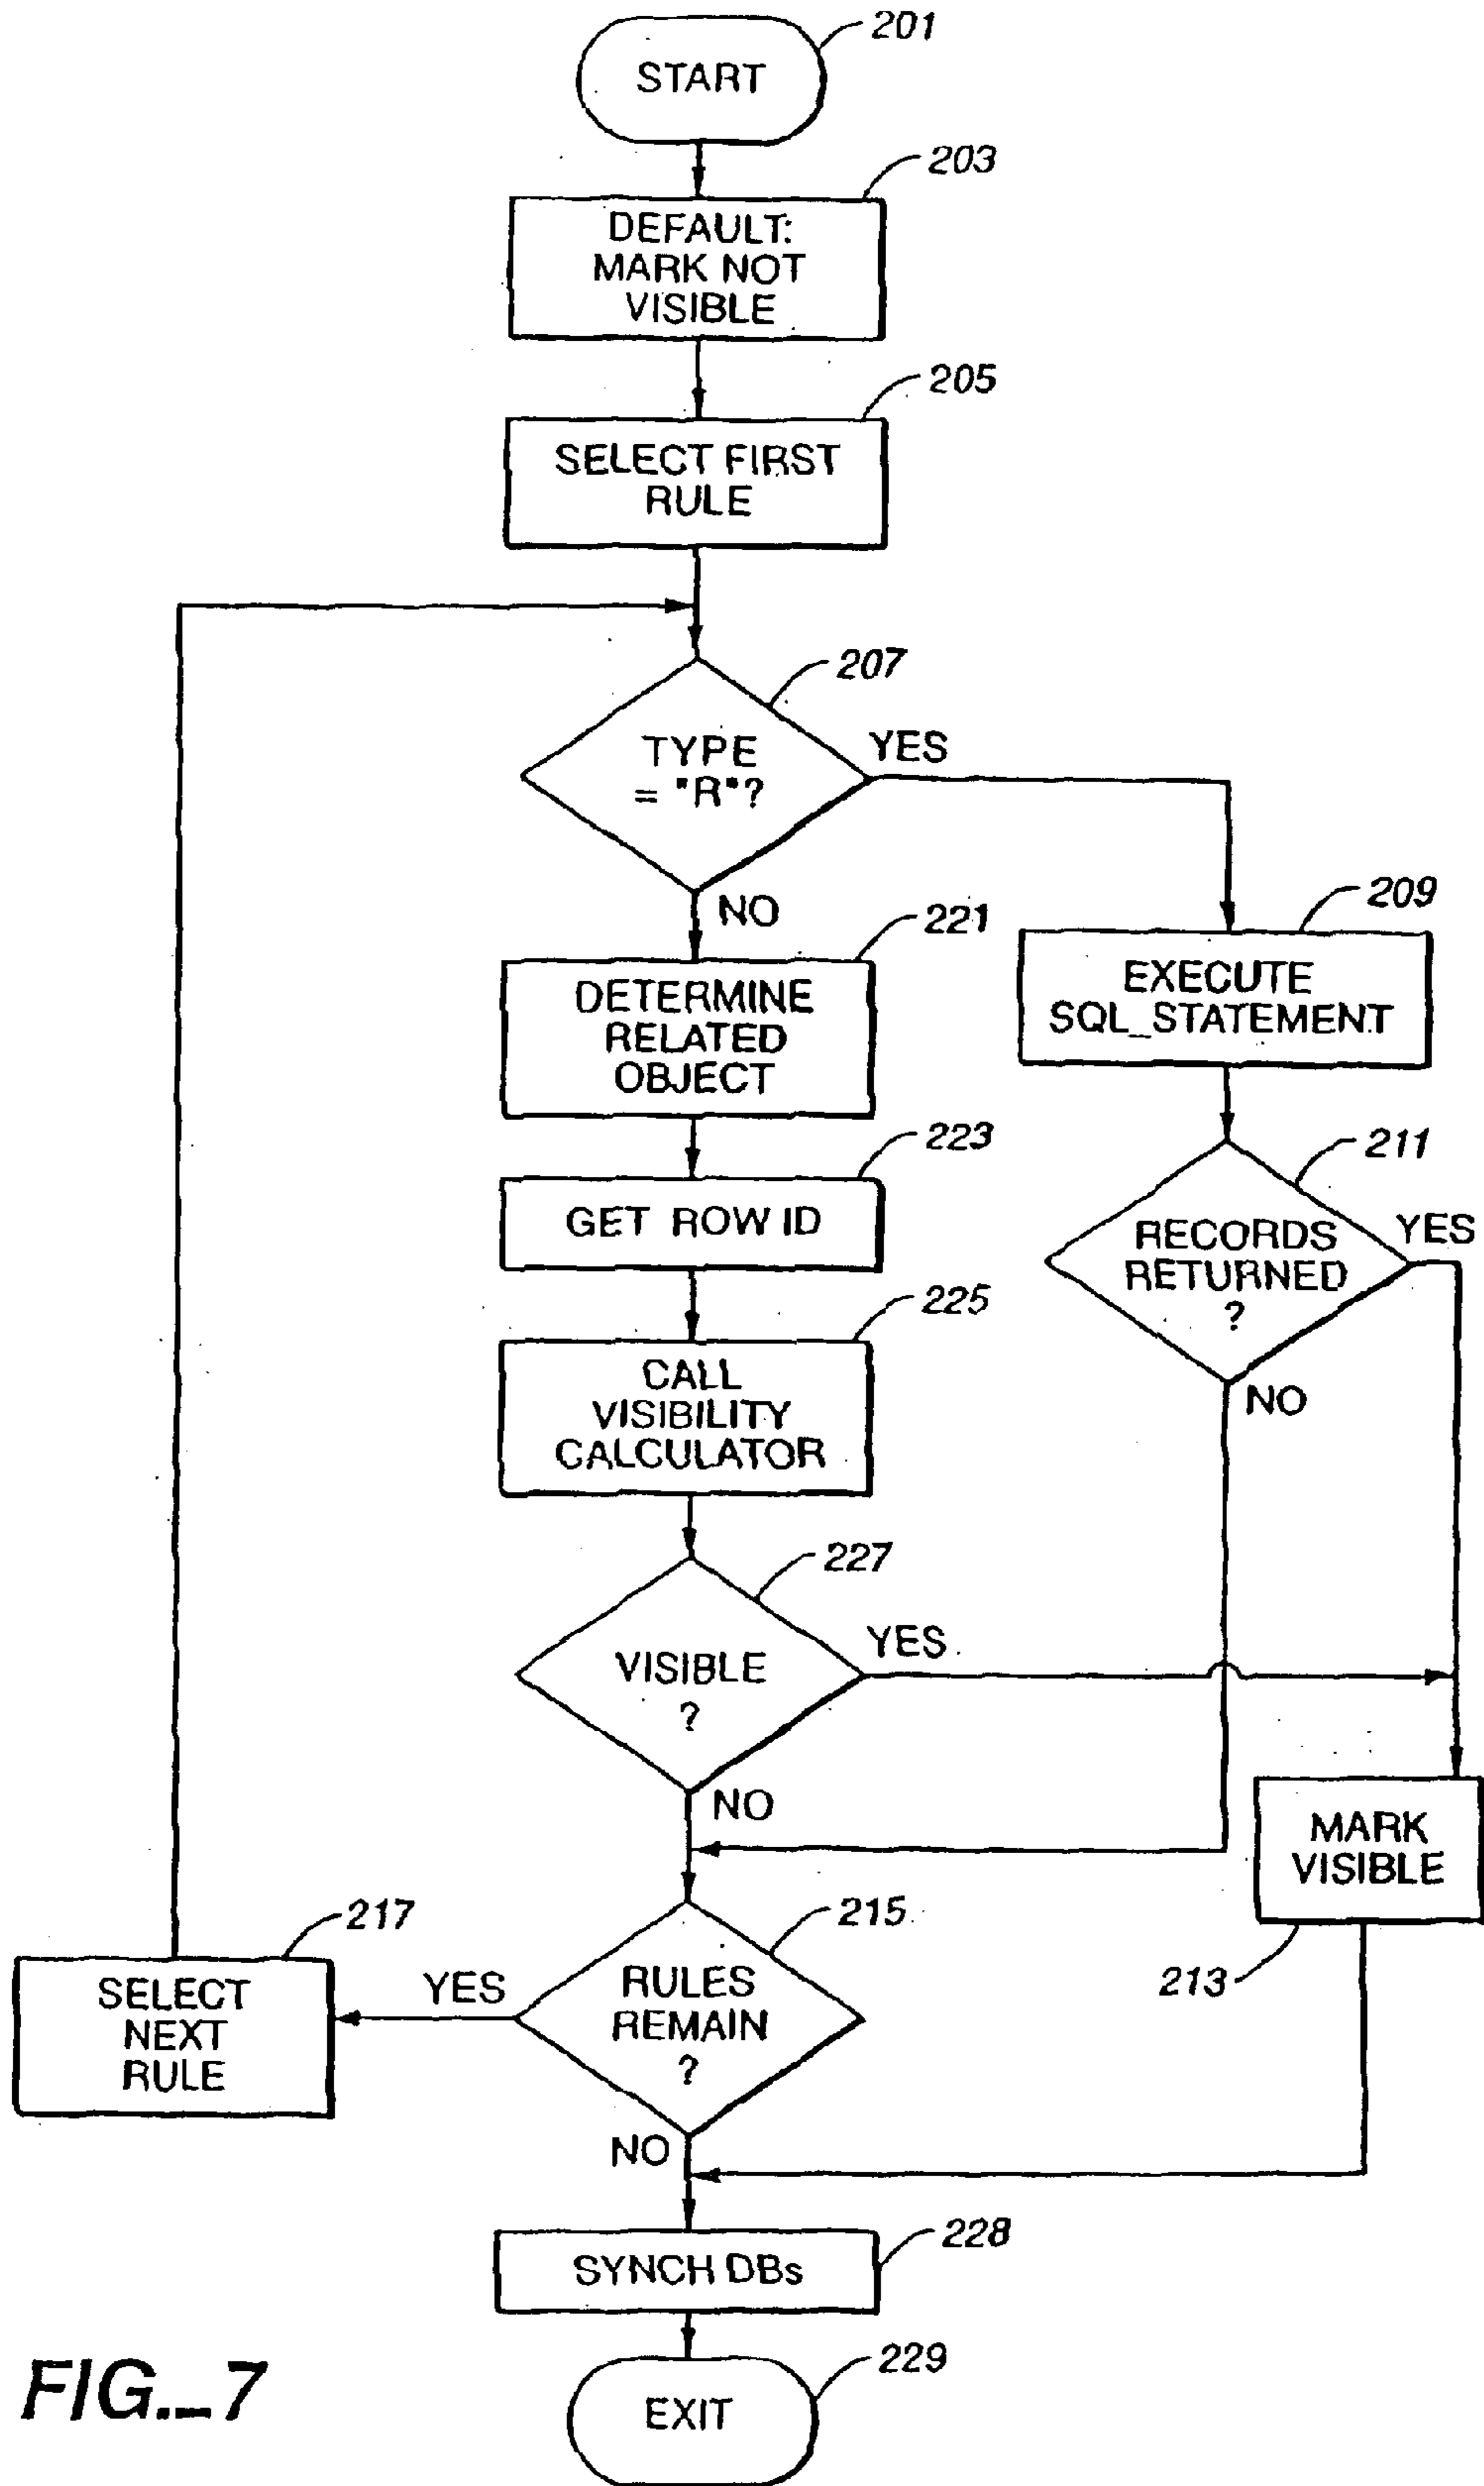 201
START
203
DEFAULT:
MARK NOT
VISIBLE
205
SELECT FIRST
RULE
207
TYPE
= "R"?
YES
NO
221
DETERMINE
RELATED
OBJECT
209
EXECUTE
SQL_STATEMENT
223
GET ROW ID
211
RECORDS
RETURNED
?
YES
NO
225
CALL
VISIBILITY
CALCULATOR
227
VISIBLE
?
YES
NO
MARK
VISIBLE
213
217
SELECT
NEXT
RULE
YES
215
RULES
REMAIN
?
NO
228
SYNCH DBs
229
EXIT
FIG._7